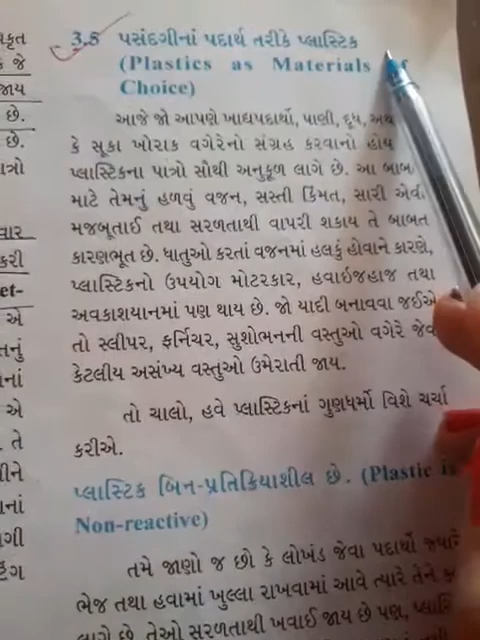 3.5 પસંદગીનાં પદાર્થ તરીકે પ્લાસ્ટિક
(Plastics as Materials
Choice)
આજે જો આપણે ખાદ્યપદાર્થો, પાણી, દૂધ,
કે સૂકા ખોરાક વગેરેનો સંગ્રહ કરવાનો હોય
પ્લાસ્ટિકના પાત્રો સૌથી અનુકૂળ લાગે છે. આ
માટે તેમનું હળવું વજન, સસ્તી કિંમત, સારી એવી
મજબૂતાઈ તથા સરળતાથી વાપરી શકાય તે બાબત
કારણભૂત છે. ધાતુઓ કરતાં વજનમાં હલકું હોવાને કારણે,
પ્લાસ્ટિકનો ઉપયોગ મોટરકાર, હવાઈજહાજ તથા
અવકાશયાનમાં પણ થાય છે. જો યાદી બનાવવા જઈએ
તો સ્લીપર, ફર્નિચર, સુશોભનની વસ્તુઓ વગેરે
કેટલીય અસંખ્ય વસ્તુઓ ઉમેરાતી જાય.
તો ચાલો, હવે પ્લાસ્ટિકનાં ગુણધર્મો વિશે ચર્ચા
કરીએ.
પ્લાસ્ટિક બિન-પ્રતિક્રિયાશીલ છે. (Plastic is
Non-reactive)
તમે જાણો જ છો કે લોખંડ જેવા પદાર્થો જ્યારે
ભેજ તથા હવામાં ખુલ્લા રાખવામાં આવે ત્યારે તેને
લાગે છે. તેઓ સરળતાથી ખવાઈ જાય છે પણ,